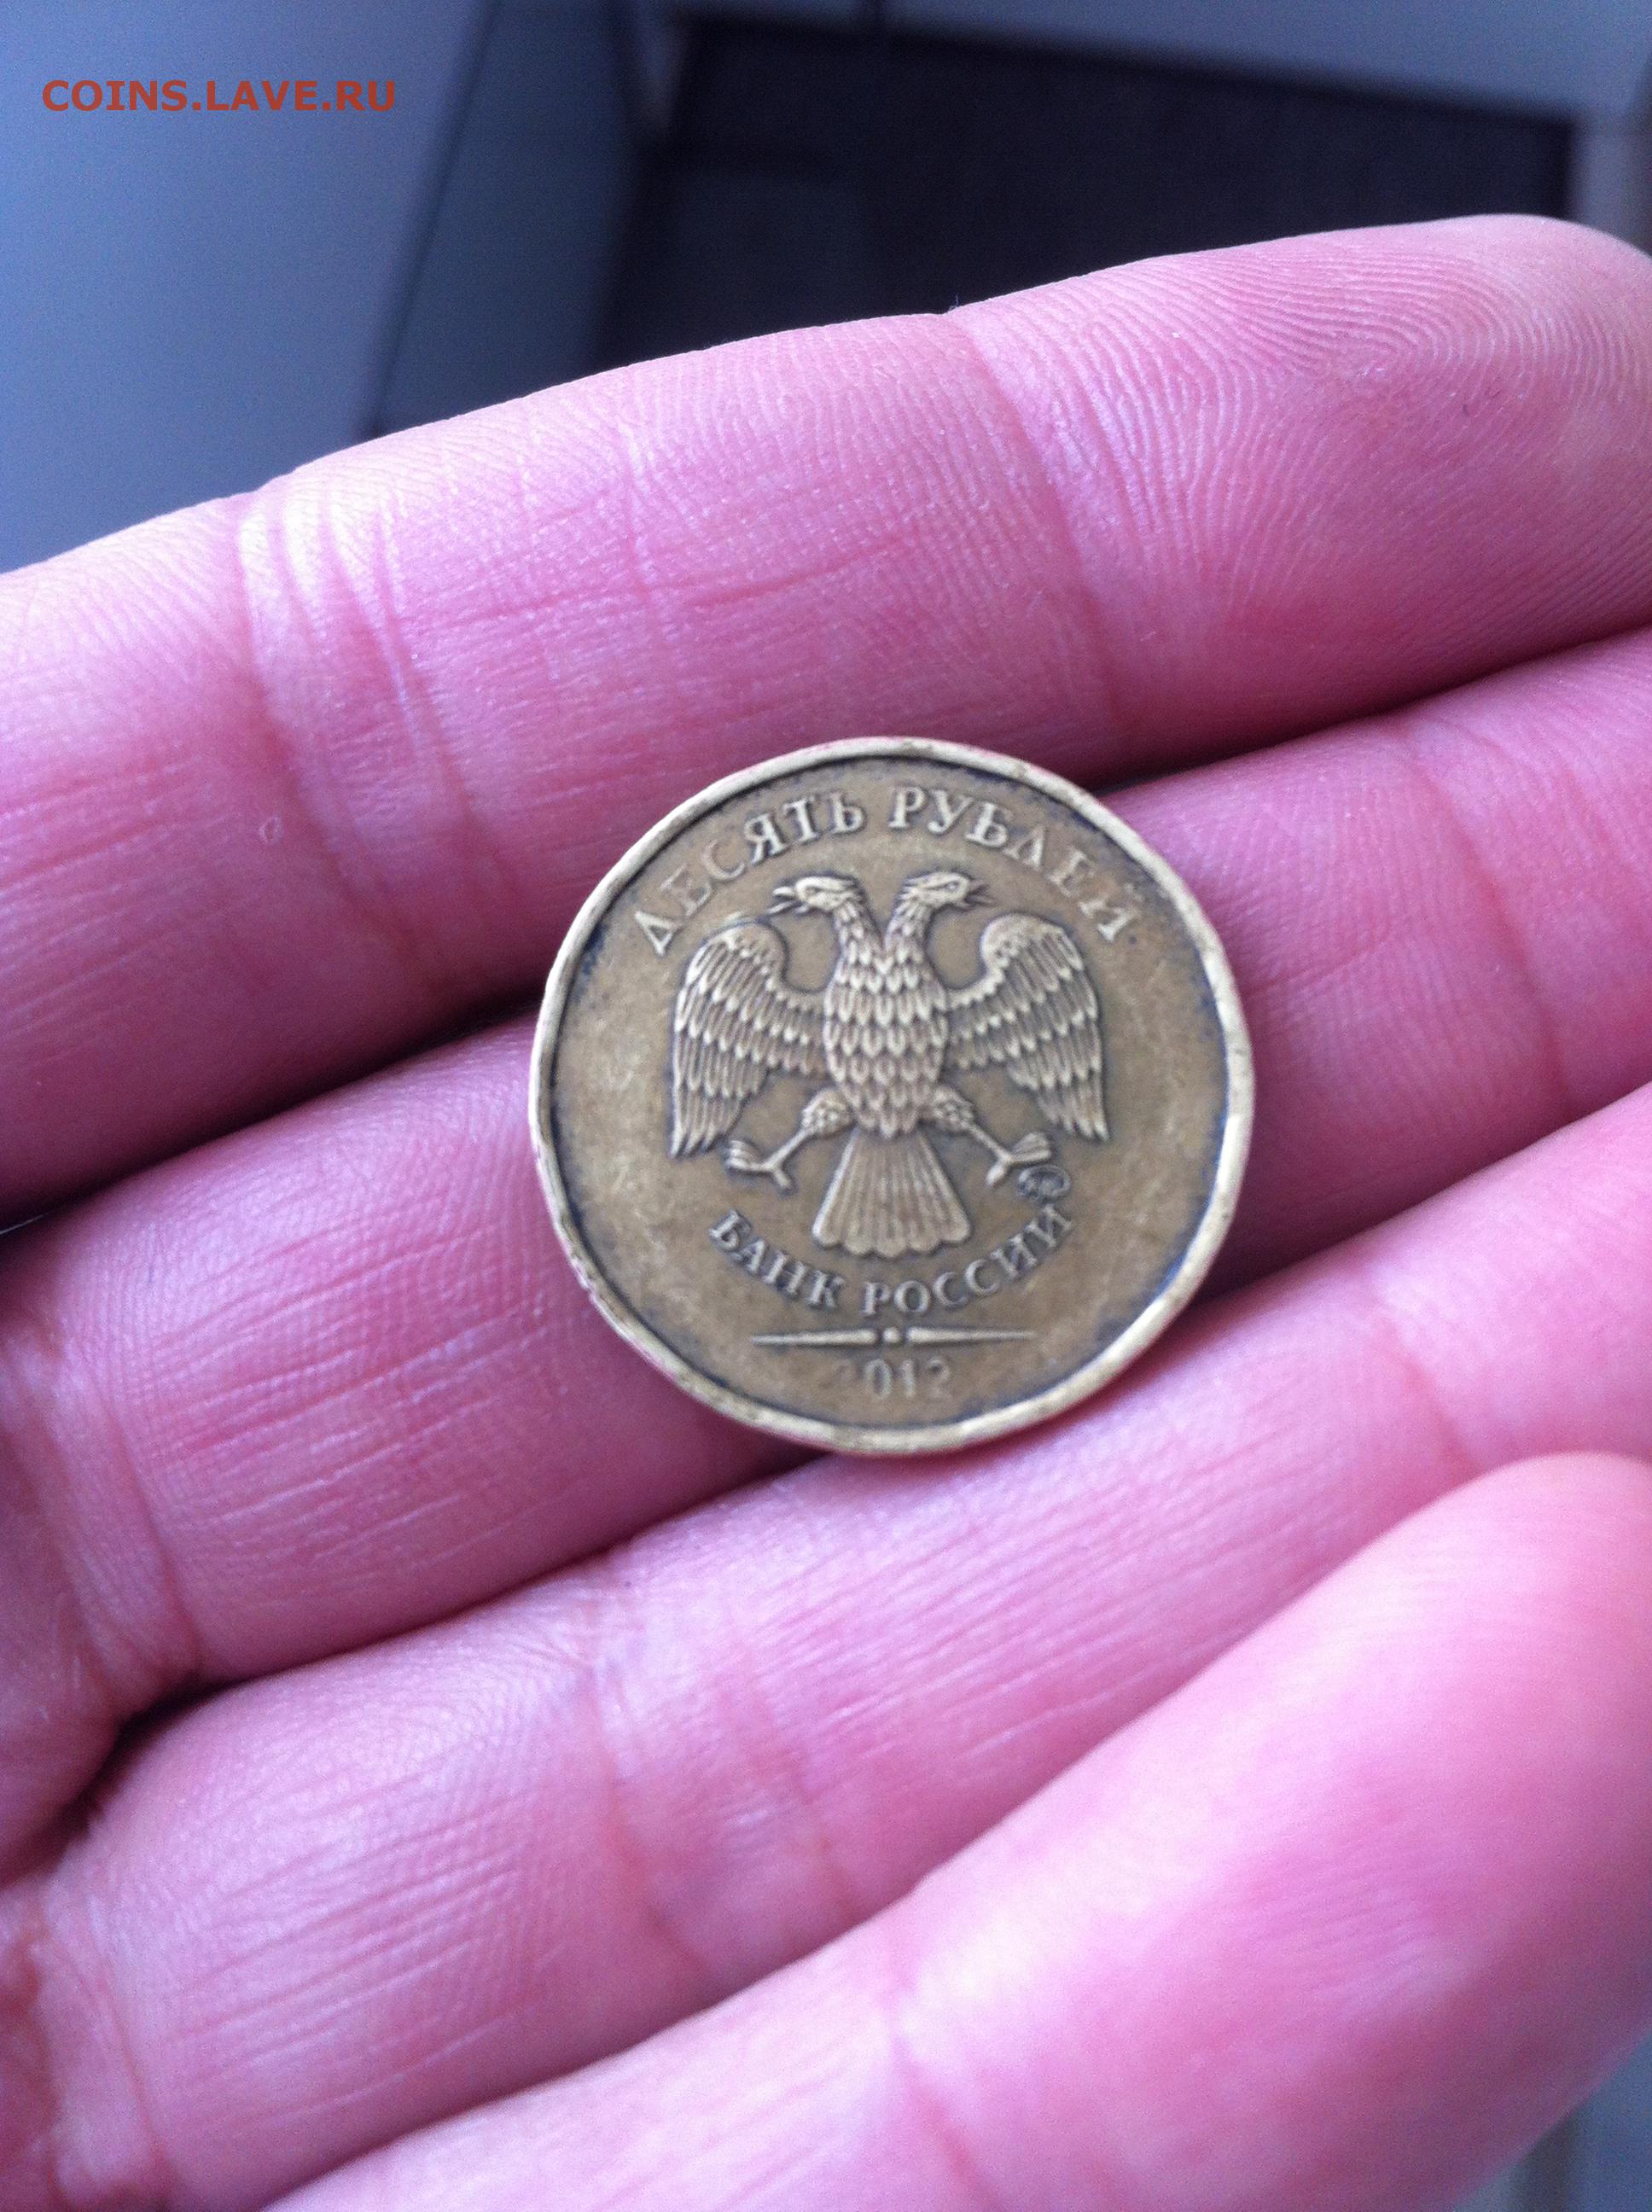 COINS.LAVE.RU
ДЕСЯТЬ РУБЛЕЙ
БАНК РОССИИ
2012